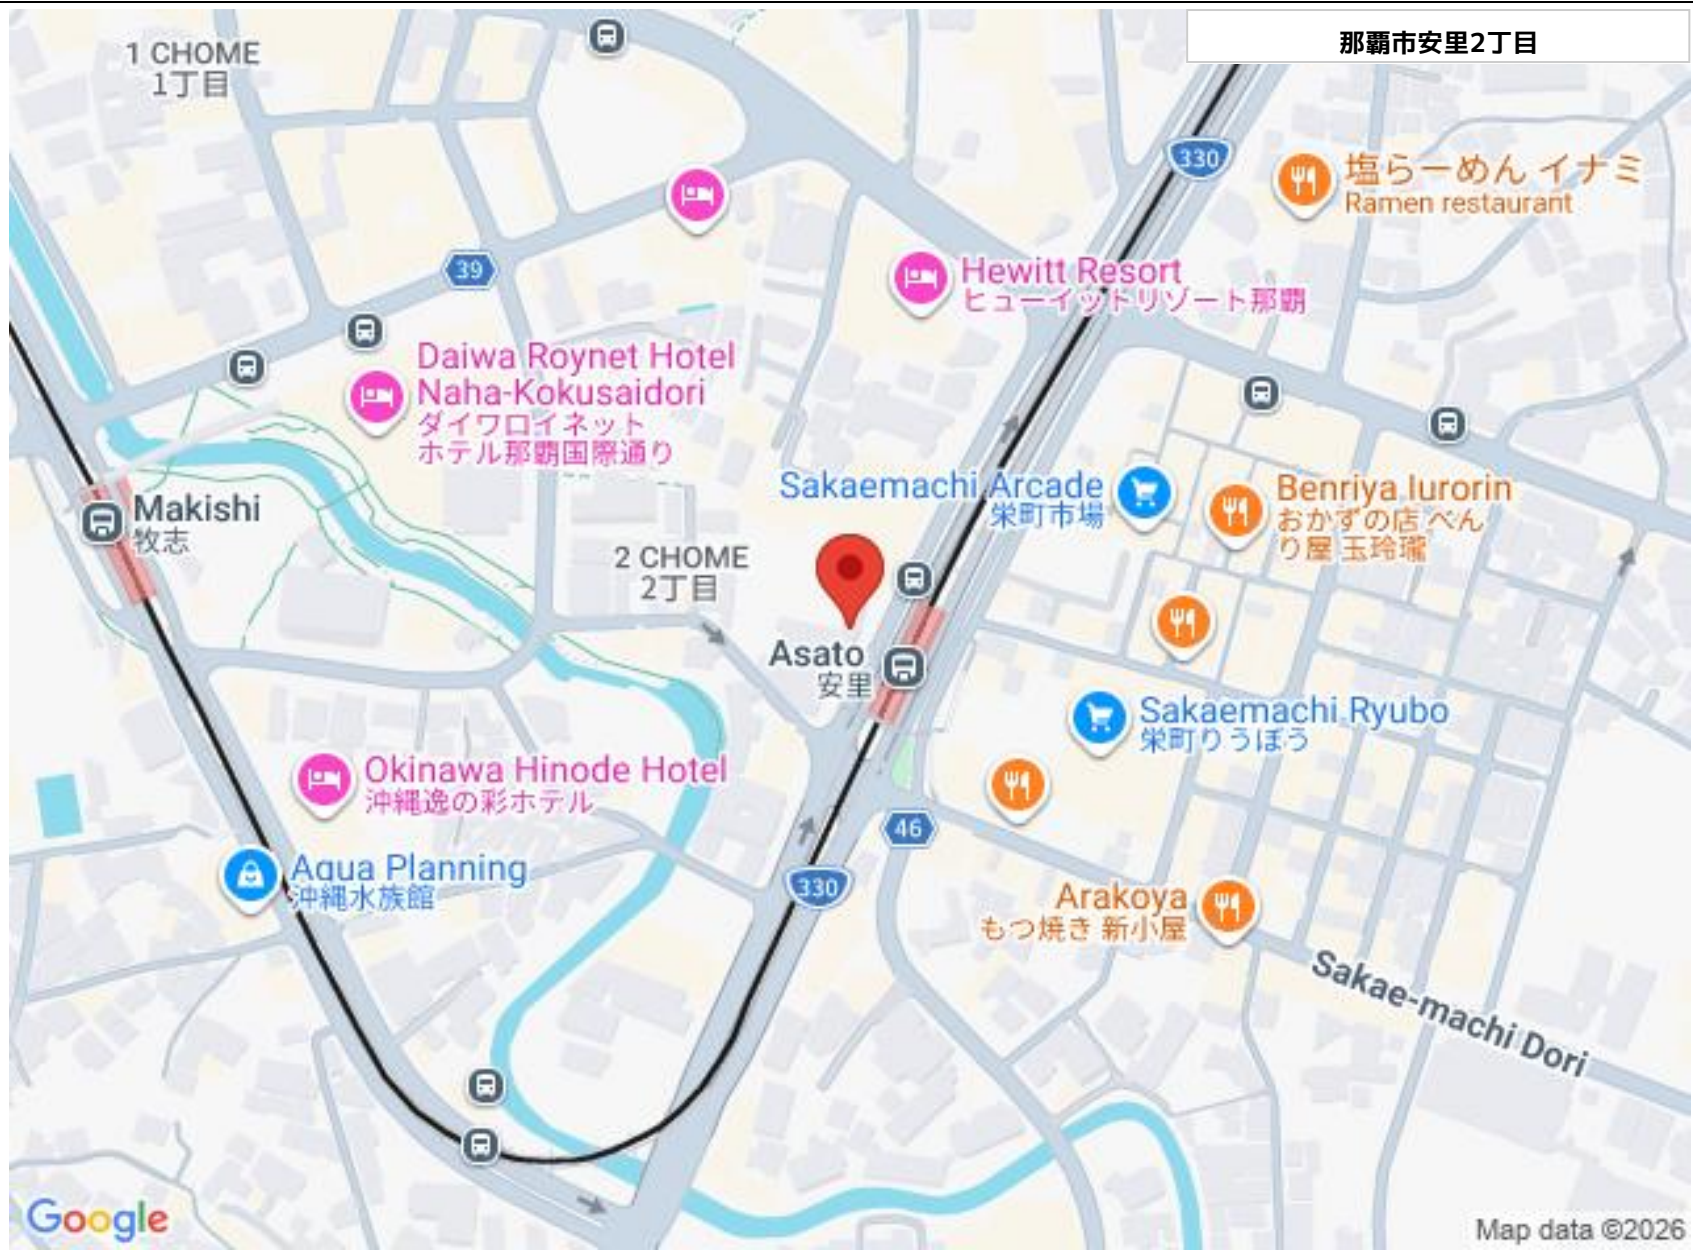 那覇市安里2丁目
1 CHOME
1丁目
330
塩らーめん イナミ
Ramen restaurant
39
Hewitt Resort
ヒューイットリゾート那覇
Daiwa Roynet Hotel
Naha-Kokusaidori
ダイワロイネット
ホテル那覇国際通り
Sakaemachi Arcade
栄町市場
Benriya Iurorin
おかずの店 べん
り屋 玉玲瓏
Makishi
牧志
2 CHOME
2丁目
Asato
安里
Sakaemachi Ryubo
栄町りうぼう
Okinawa Hinode Hotel
沖縄逸の彩ホテル
46
Aqua Planning
沖縄水族館
330
Arakoya
もつ焼き 新小屋
Sakae-machi Dori
Google
Map data ©2026